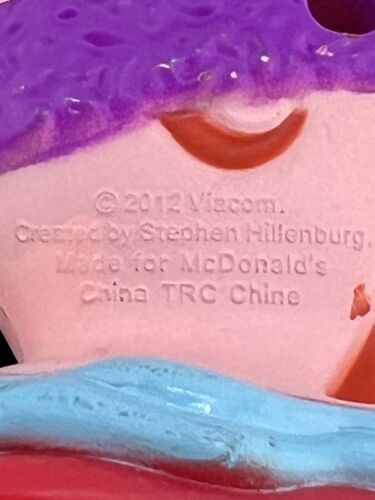 © 2012 Viacom.
Created by Stephen Hillenburg.
Made for McDonald's
China TRC Chine